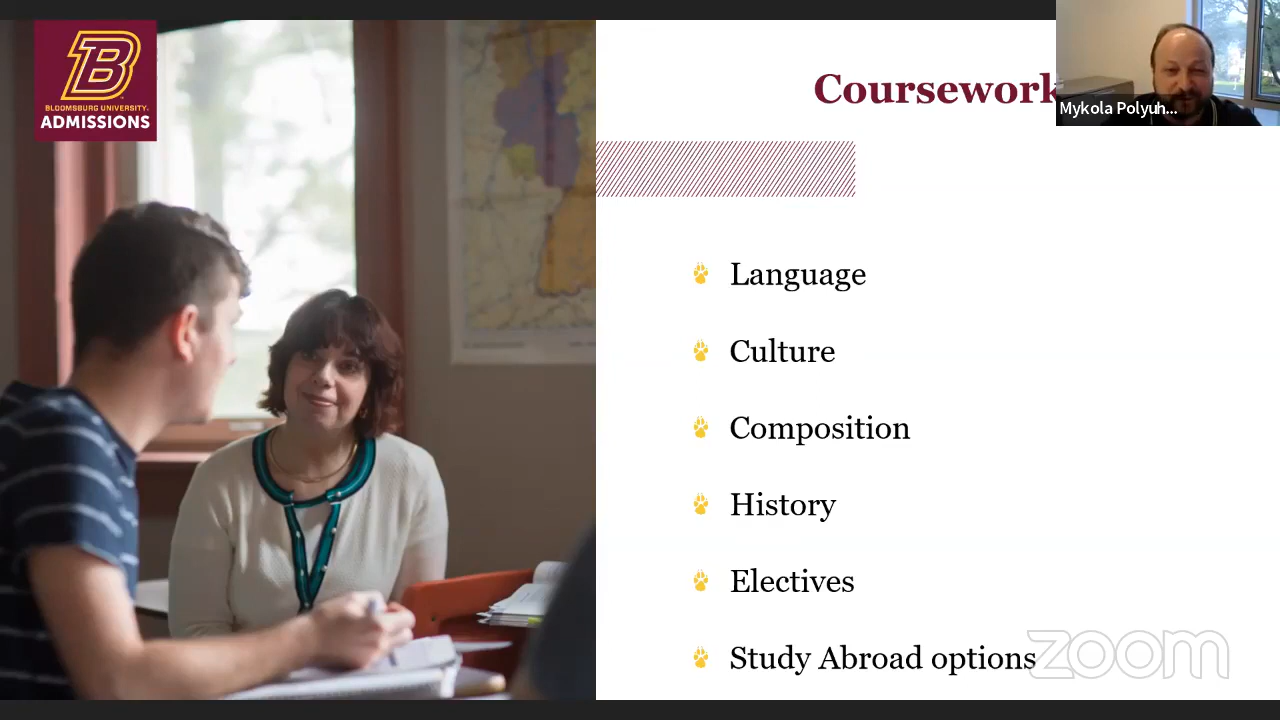 B
BLOOMSBURG UNIVERSITY
ADMISSIONS
Coursework
Mykola Polyuh...
Language
Culture
Composition
History
Electives
Study Abroad options
zoom